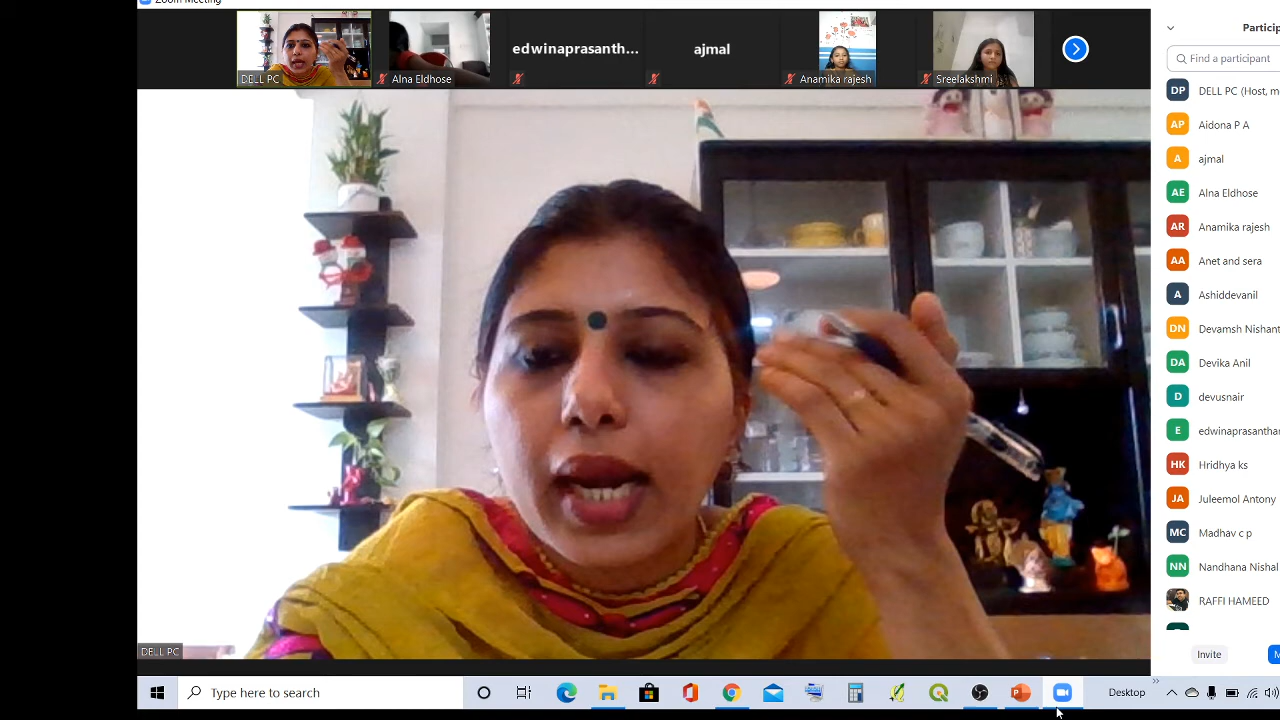 Zoom Meeting
DELL PC
Alna Eldhose
edwinaprasanth...
ajmal
Anamika rajesh
Sreelakshmi
Particip
Find a participant
DP DELL PC (Host, m
AP Aidona P A
A ajmal
AE Alna Eldhose
AR Anamika rajesh
AA Anet and sera
A Ashiddevanil
DN Devamsh Nishant
DA Devika Anil
D devusnair
E edwinaprasanthan
HK Hridhya ks
JA Juleemol Antony
MC Madhav c p
NN Nandhana Nishal
RAFFI HAMEED
Invite
M
DELL PC
Type here to search
Desktop